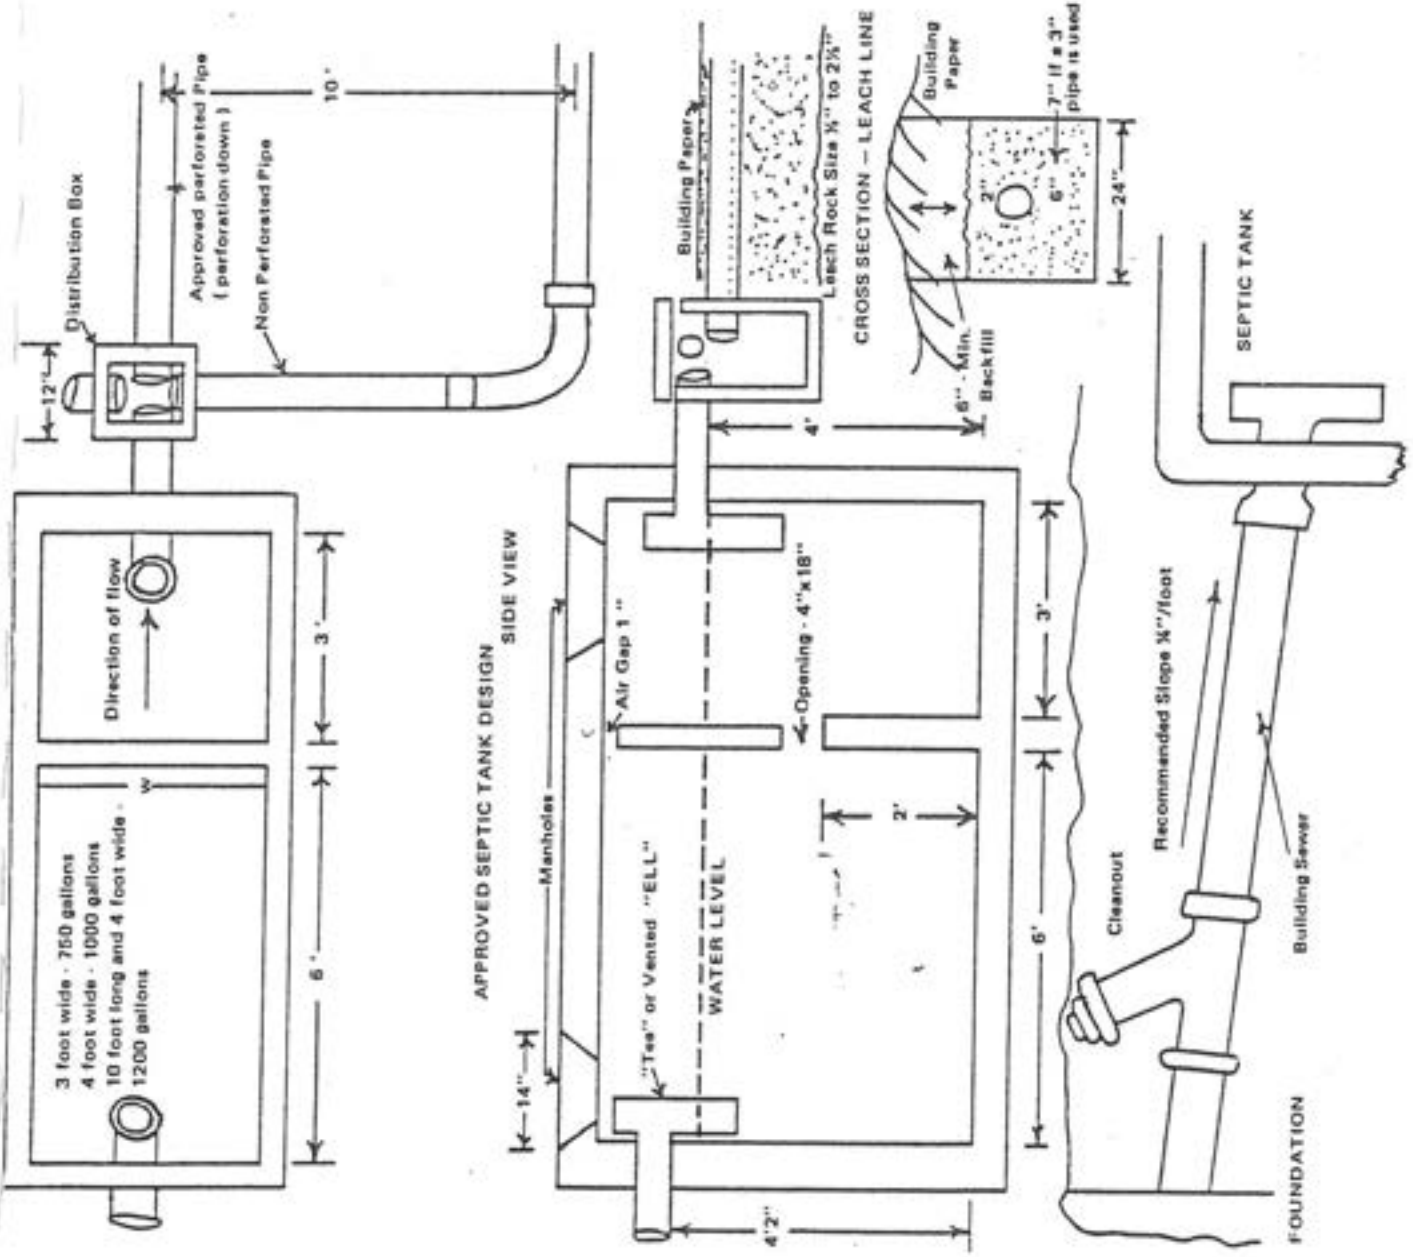 3 foot wide - 750 gallons
4 foot wide - 1000 gallons
10 foot long and 4 foot wide -
1200 gallons
W
Direction of flow
6'
3'
12"
Distribution Box
Approved perforated Pipe
( perforation down )
Non Perforated Pipe
10'
APPROVED SEPTIC TANK DESIGN
SIDE VIEW
Manholes
14"
Air Gap 1"
"Tee" or Vented "ELL"
WATER LEVEL
Opening - 4"x18"
2'
4'2"
6'
3'
4'
Building Paper
Leach Rock Size
to
CROSS SECTION — LEACH LINE
Building
Paper
2"
6"
7" if a 3"
pipe is used
24"
6" - Min.
Backfill
SEPTIC TANK
Recommended Slope ¼"/foot
Cleanout
Building Sewer
FOUNDATION